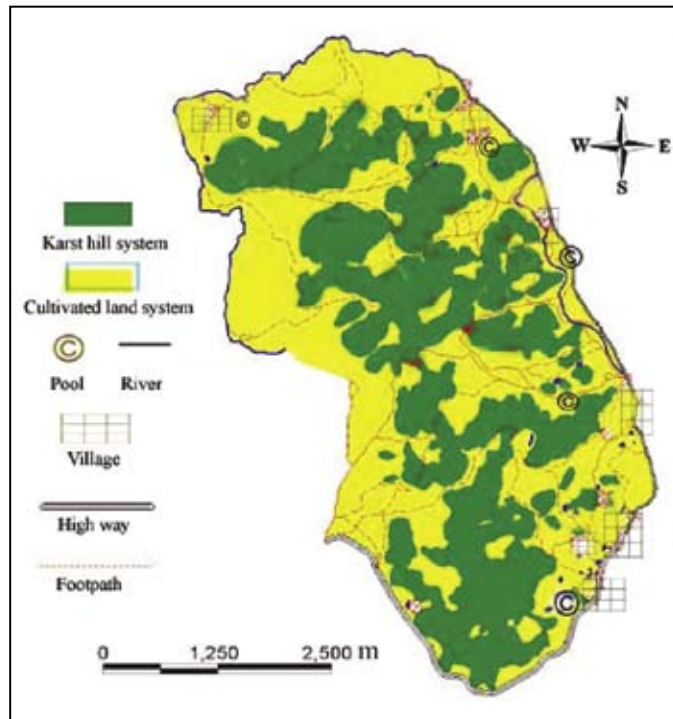 N
W E
S
Karst hill system
Cultivated land system
©
Pool River
Village
High way
Footpath
0 1,250 2,500 m
©
©
©
©
©